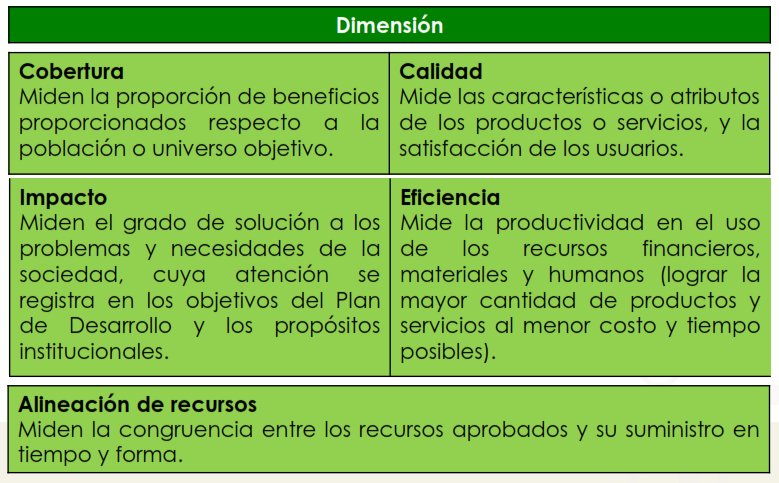 Dimensión
Cobertura
Miden la proporción de beneficios
proporcionados respecto a la
población o universo objetivo.
Calidad
Mide las características o atributos
de los productos o servicios, y la
satisfacción de los usuarios.
Impacto
Miden el grado de solución a los
problemas y necesidades de la
sociedad, cuya atención se
registra en los objetivos del Plan
de Desarrollo y los propósitos
institucionales.
Eficiencia
Mide la productividad en el uso
de los recursos financieros,
materiales y humanos (lograr la
mayor cantidad de productos y
servicios al menor costo y tiempo
posibles).
Alineación de recursos
Miden la congruencia entre los recursos aprobados y su suministro en
tiempo y forma.